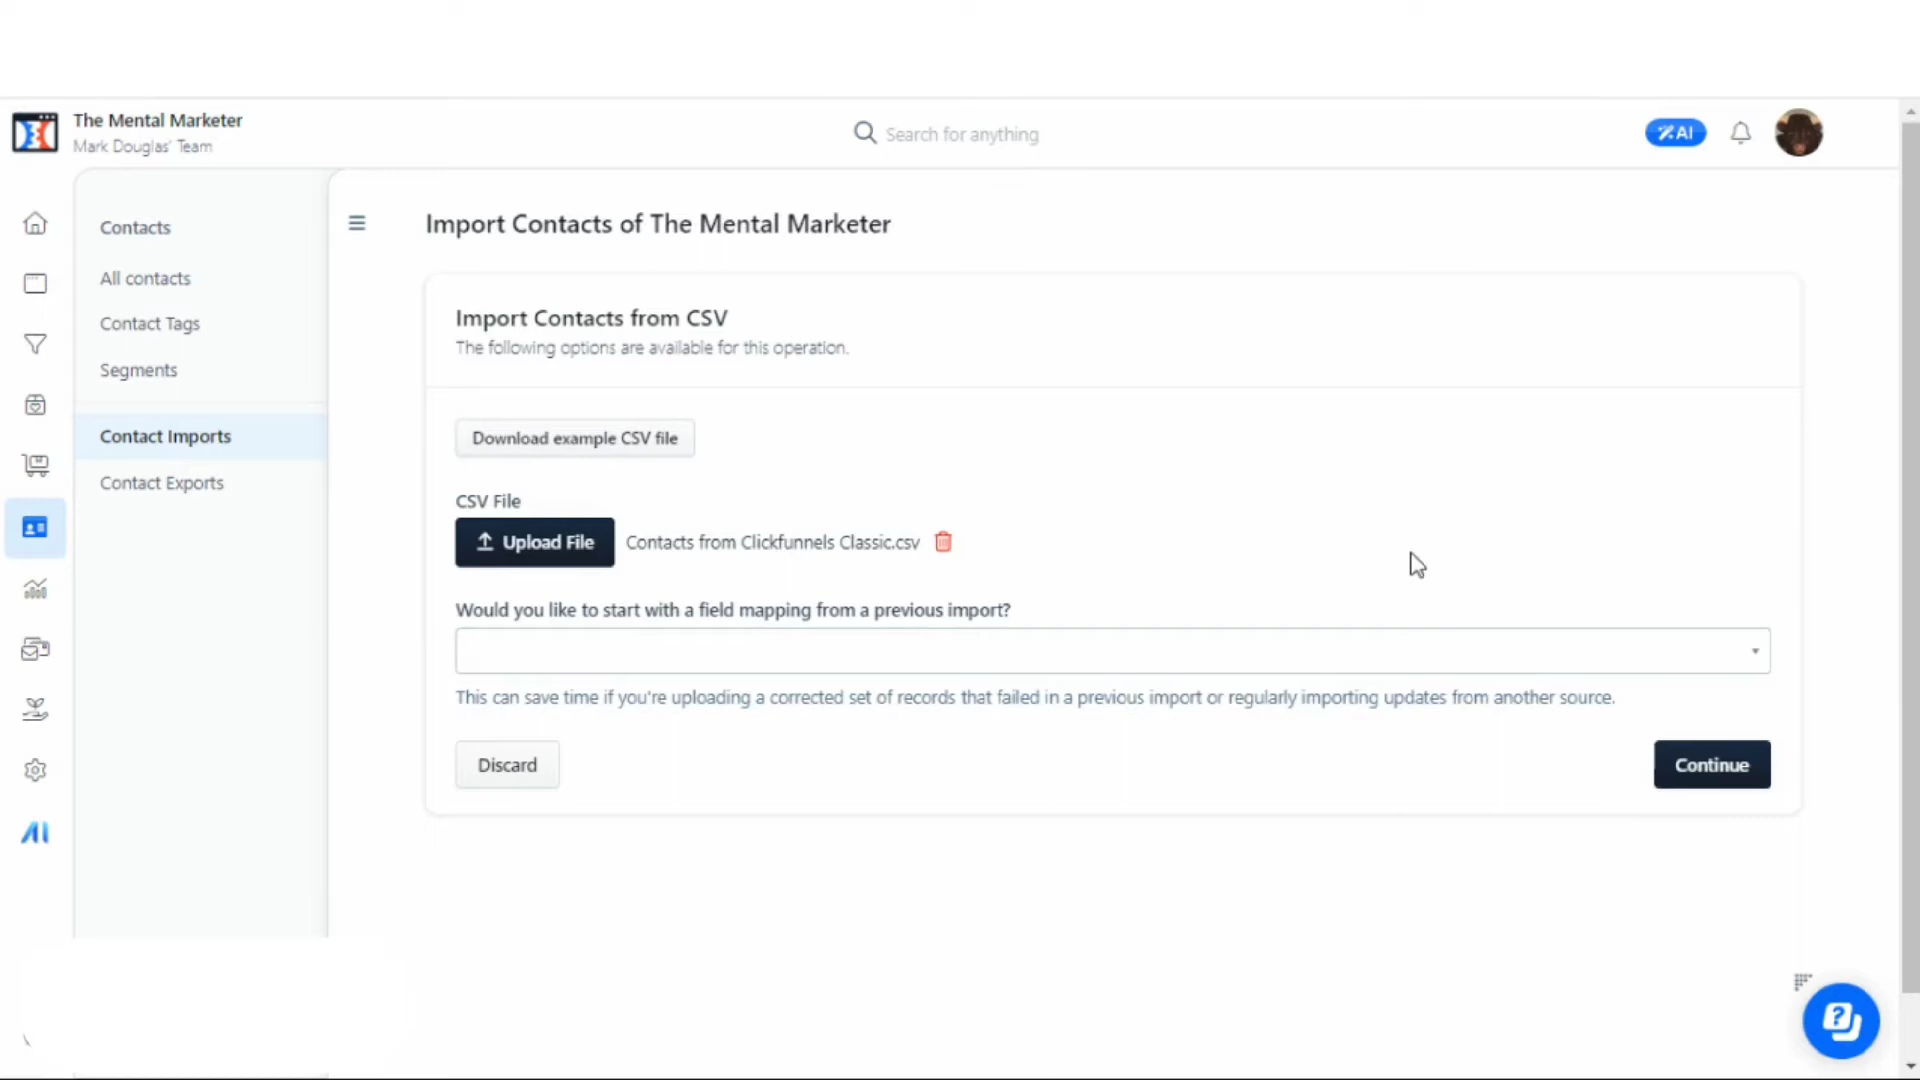 The Mental Marketer
Mark Douglas' Team
Search for anything
AI
Contacts
All contacts
Contact Tags
Segments
Contact Imports
Contact Exports
AI
Import Contacts of The Mental Marketer
Import Contacts from CSV
The following options are available for this operation.
Download example CSV file
CSV File
Upload File
Contacts from Clickfunnels Classic.csv
Would you like to start with a field mapping from a previous import?
This can save time if you're uploading a corrected set of records that failed in a previous import or regularly importing updates from another source.
Discard
Continue
?